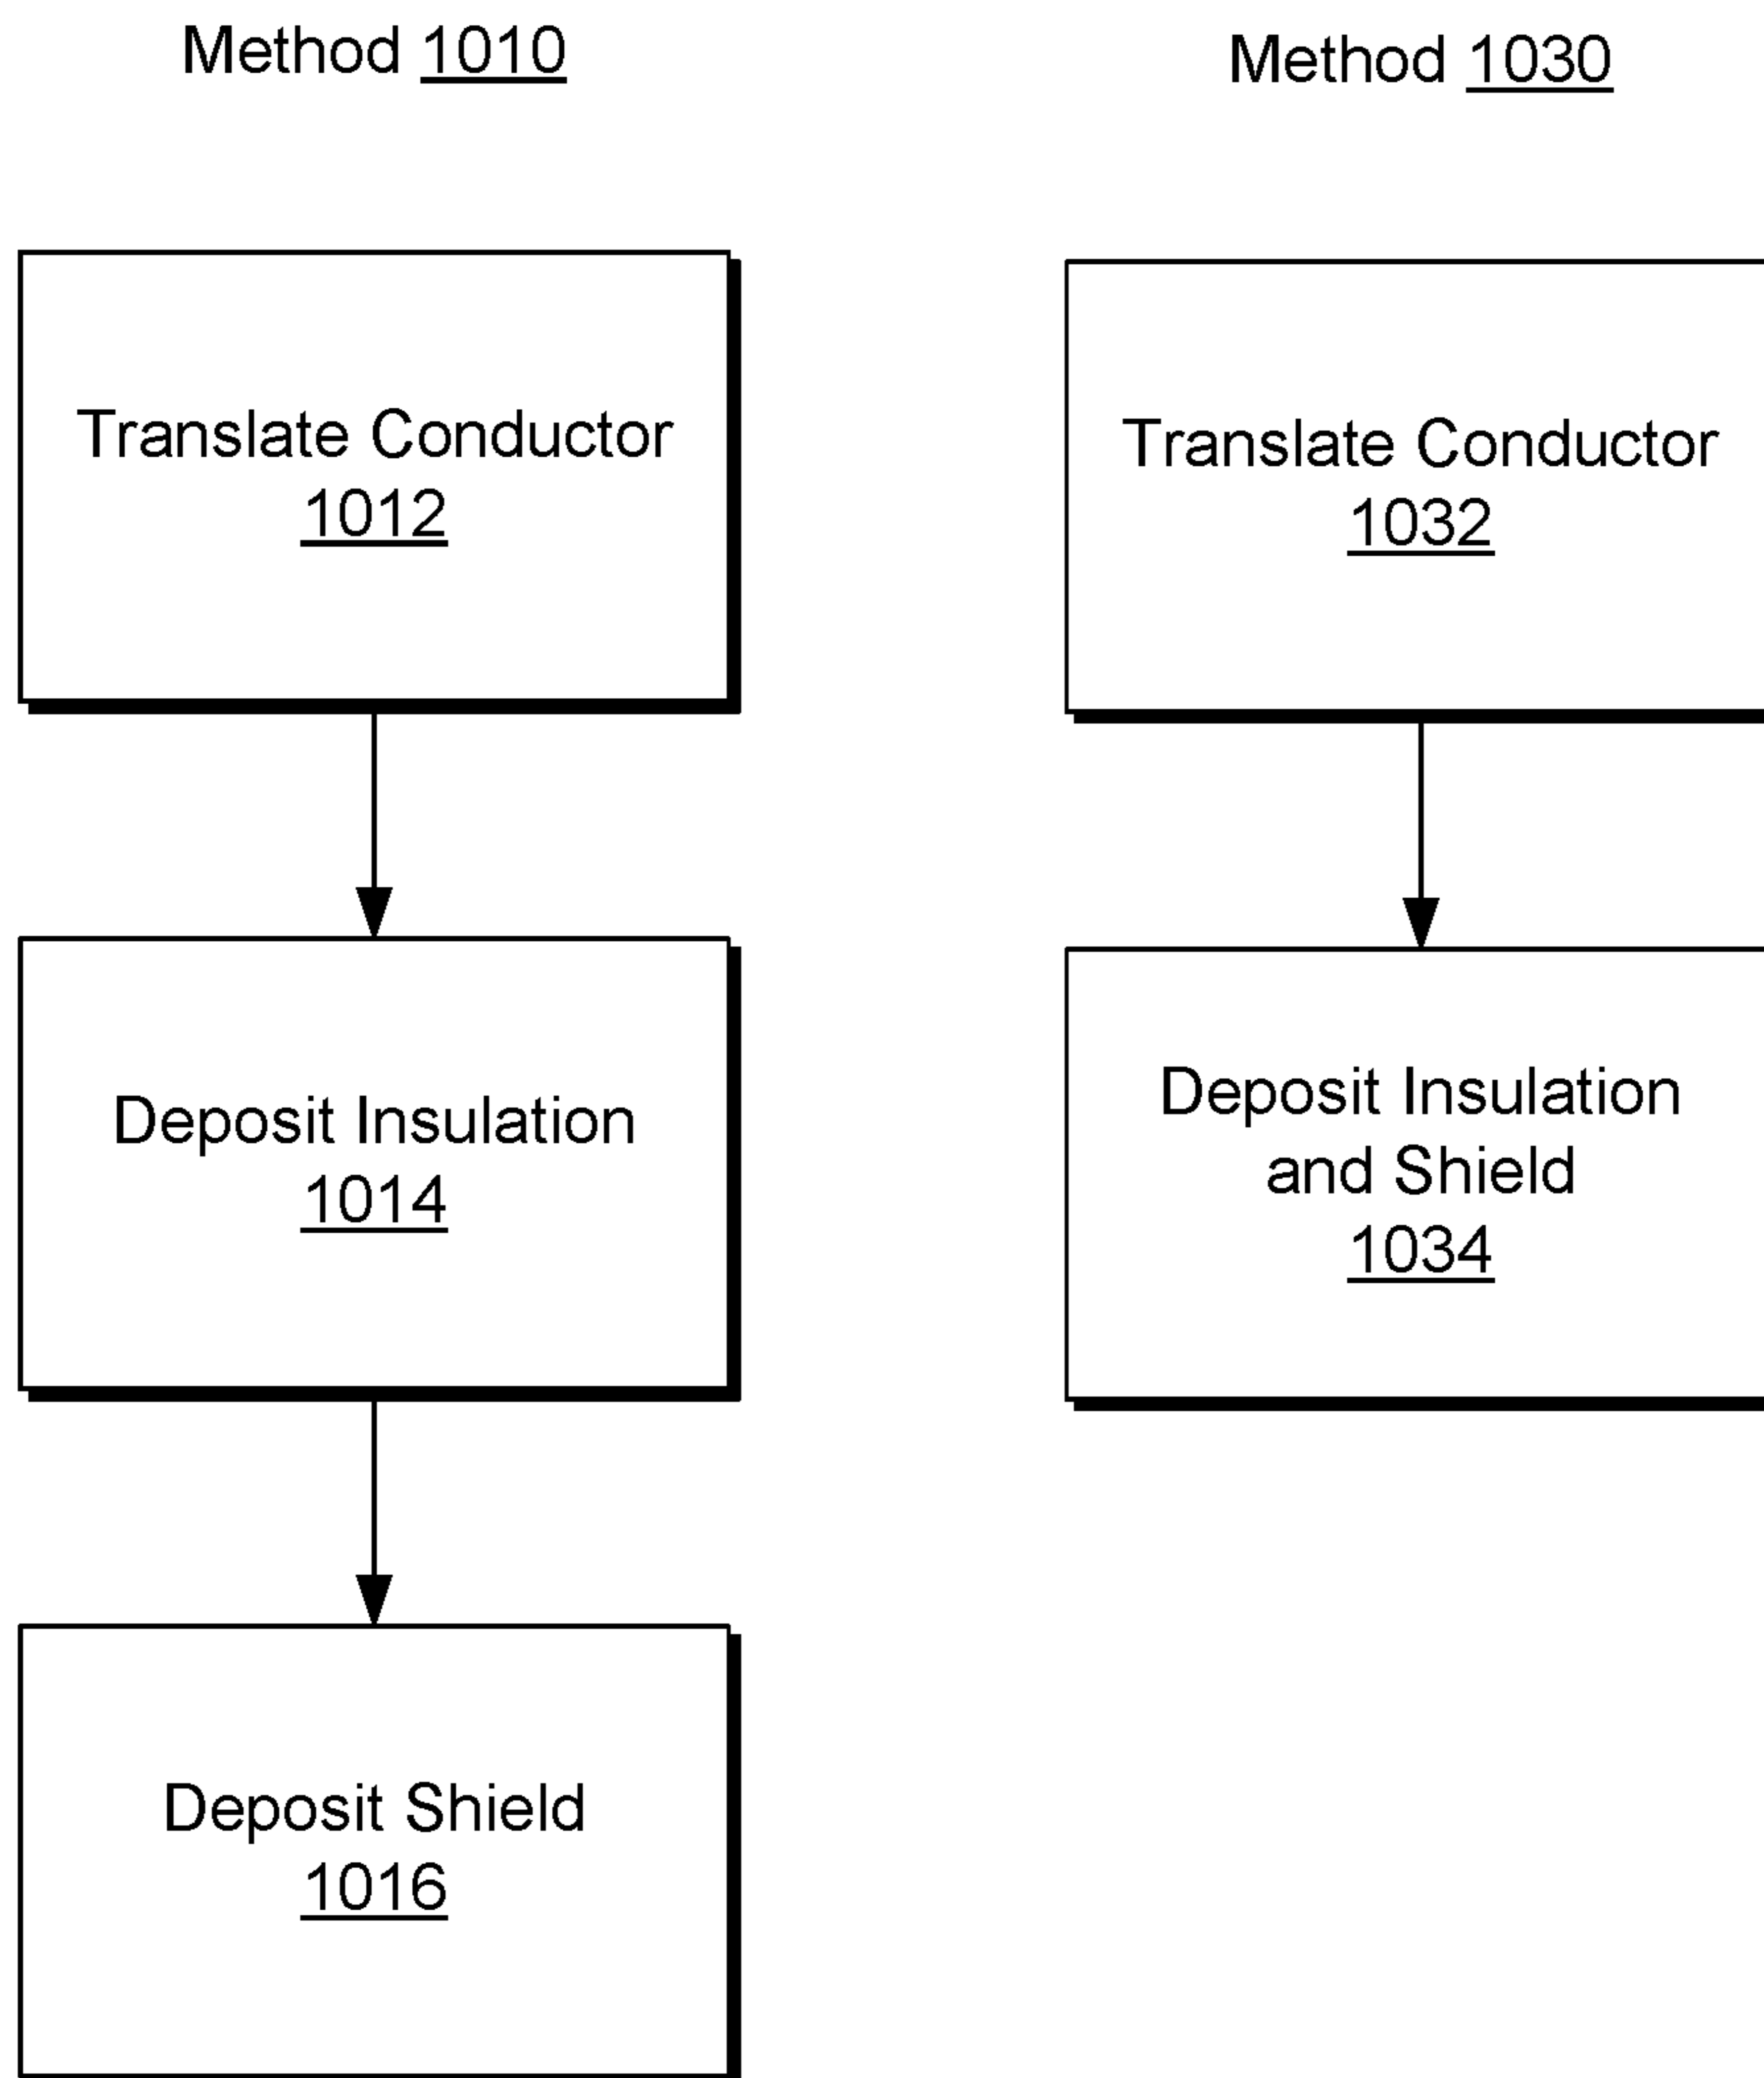 Method 1010
Translate Conductor
1012
Deposit Insulation
1014
Deposit Shield
1016
Method 1030
Translate Conductor
1032
Deposit Insulation
and Shield
1034